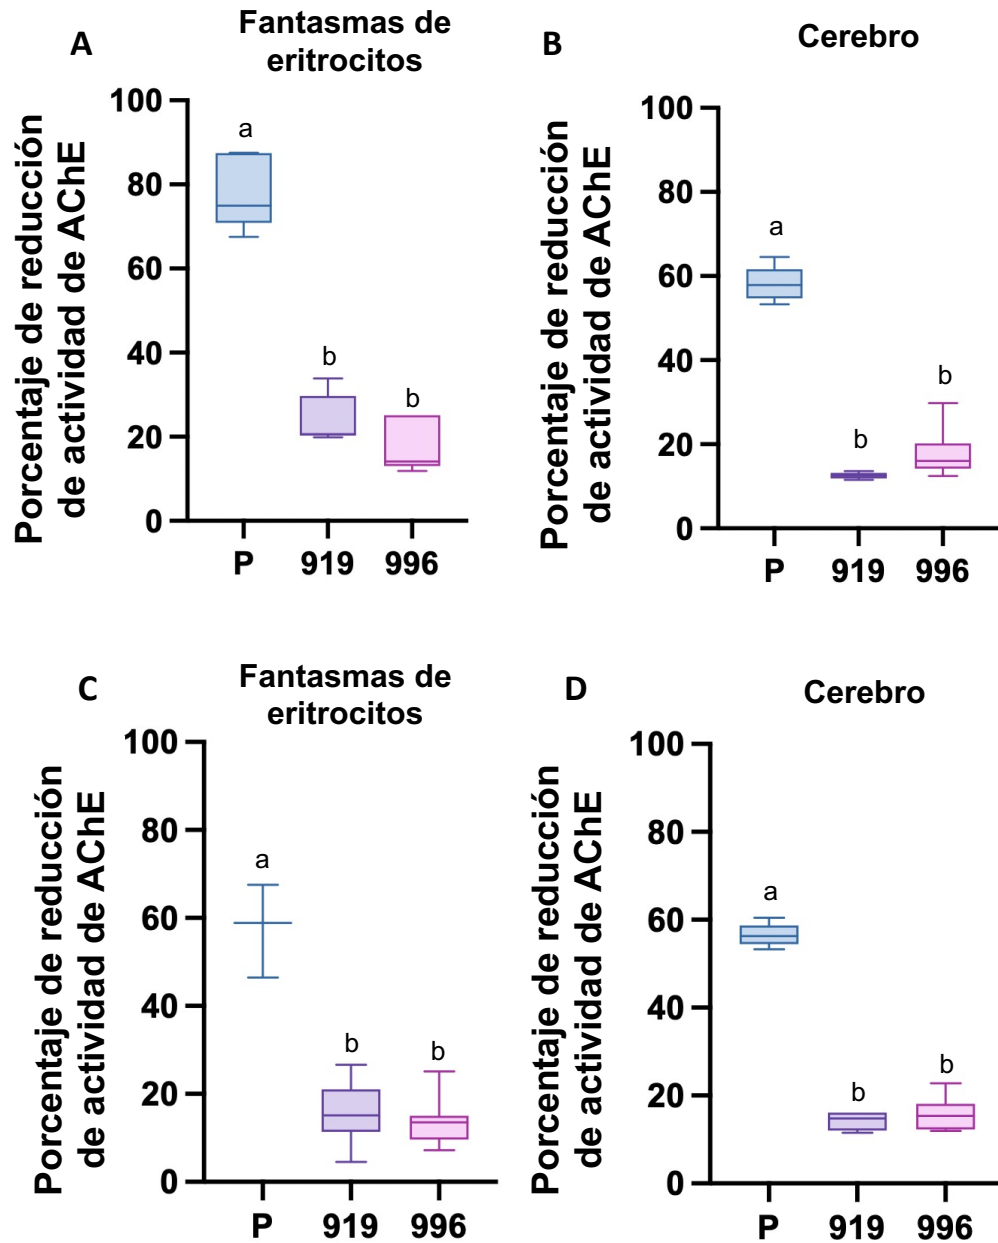 A
Fantasmas de
eritrocitos
Porcentaje de reducción
de actividad de AChE
100
80
60
40
20
0
a
b
b
P 919 996
B
Cerebro
Porcentaje de reducción
de actividad de AChE
100
80
60
40
20
0
a
b
b
P 919 996
C
Fantasmas de
eritrocitos
Porcentaje de reducción
de actividad de AChE
100
80
60
40
20
0
a
b
b
P 919 996
D
Cerebro
Porcentaje de reducción
de actividad de AChE
100
80
60
40
20
0
a
b
b
P 919 996